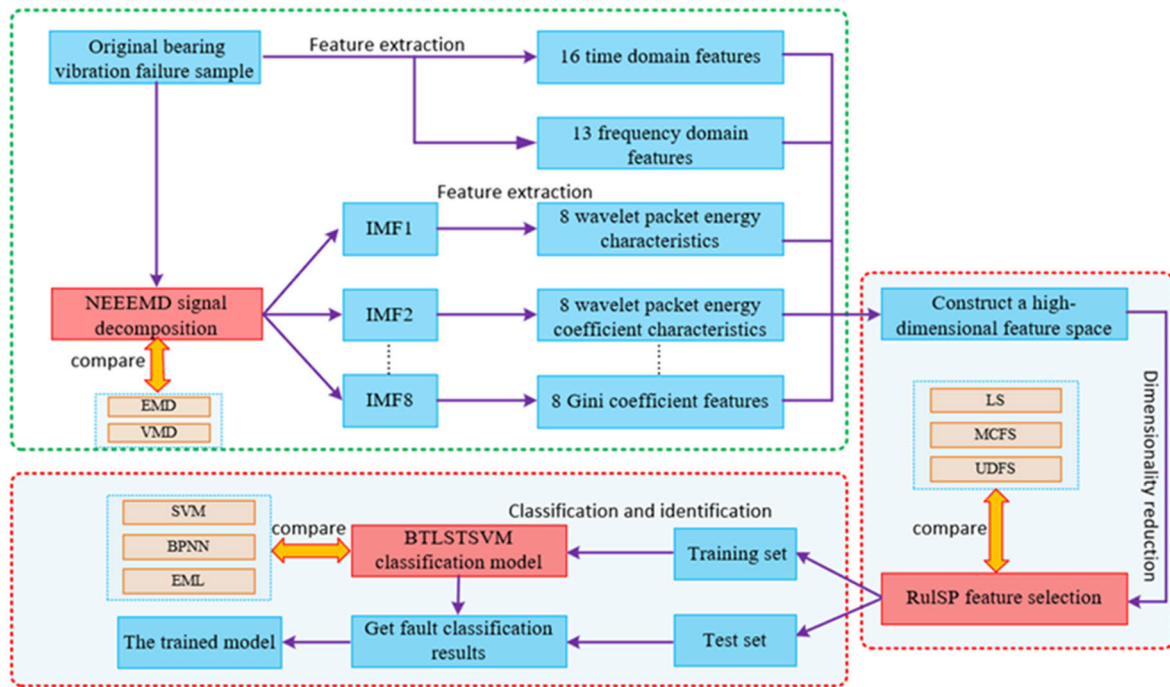 Original bearing
vibration failure sample
Feature extraction
16 time domain features
13 frequency domain
features
Feature extraction
IMF1
8 wavelet packet energy
characteristics
NEEEMD signal
decomposition
IMF2
8 wavelet packet energy
coefficient characteristics
compare
EMD
VMD
IMF8
8 Gini coefficient features
Construct a high-
dimensional feature space
Dimensionality reduction
LS
MCFS
UDFS
compare
RulSP feature selection
Classification and identification
SVM
BPNN
EML
compare
BTLSTSVM
classification model
Training set
The trained model
Get fault classification
results
Test set